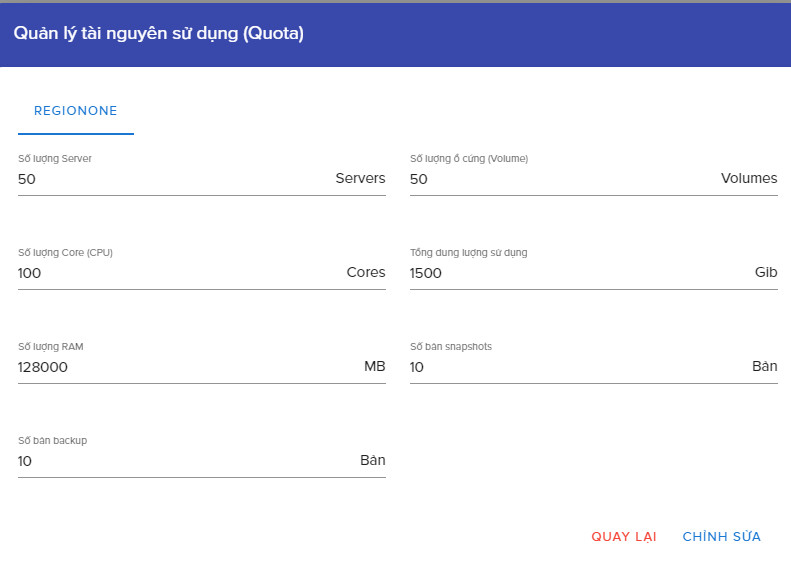 Quản lý tài nguyên sử dụng (Quota)
REGIONONE
Số lượng Server
50 Servers
Số lượng ổ cứng (Volume)
50 Volumes
Số lượng Core (CPU)
100 Cores
Tổng dung lượng sử dụng
1500 Gib
Số lượng RAM
128000 MB
Số bản snapshots
10 Bản
Số bản backup
10 Bản
QUAY LẠI CHỈNH SỬA